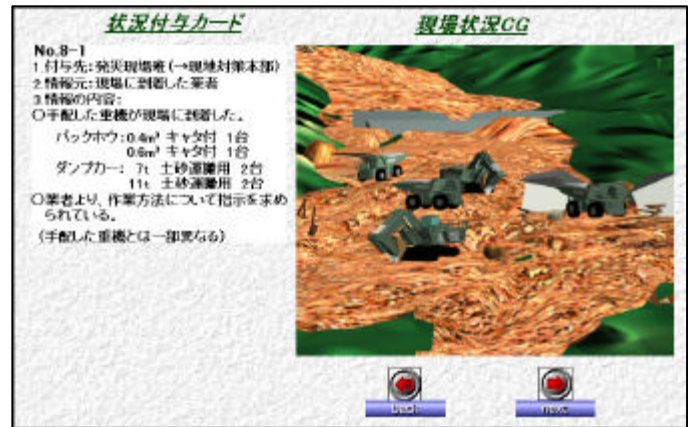 状況付与カード
現場状況CG
No.8-1
1.付与先：発災現場班（→現地対策本部）
2.情報元：現場に到着した業者
3.情報の内容：
〇手配した重機が現場に到着した。
バックホウ：0.4m³ キャタ付 1台
0.6m³ キャタ付 1台
ダンプカー： 7t 土砂運搬用 2台
11t 土砂運搬用 2台
〇業者より、作業方法について指示を求め
られている。
（手配した重機とは一部異なる）
back
next